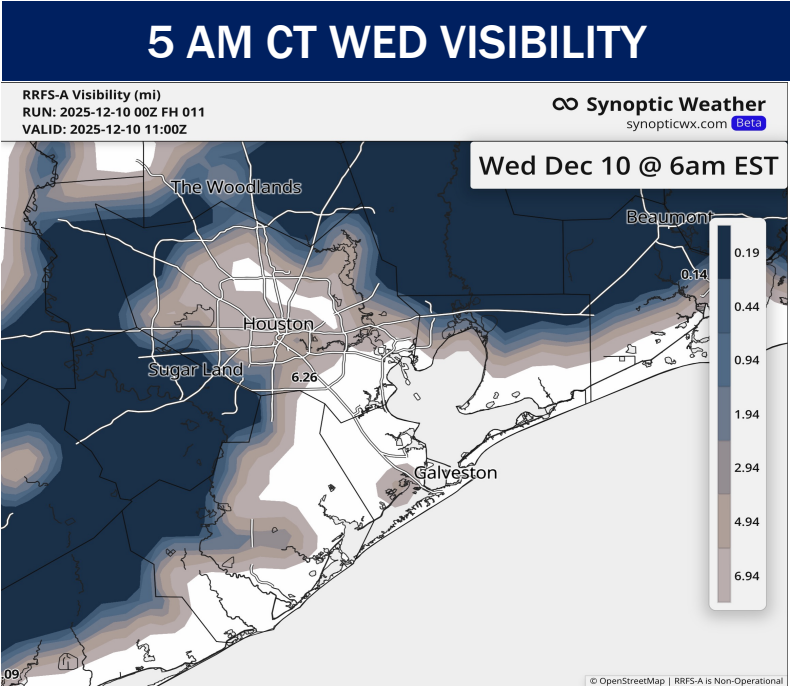 5 AM CT WED VISIBILITY
RRFS-A Visibility (mi)
RUN: 2025-12-10 00Z FH 011
VALID: 2025-12-10 11:00Z
Synoptic Weather
synopticwx.com Beta
Wed Dec 10 @ 6am EST
The Woodlands
Beaumont
0.19
0.14
0.44
Houston
0.94
Sugar Land
6.26
1.94
2.94
Galveston
4.94
6.94
09
© OpenStreetMap | RRFS-A is Non-Operational